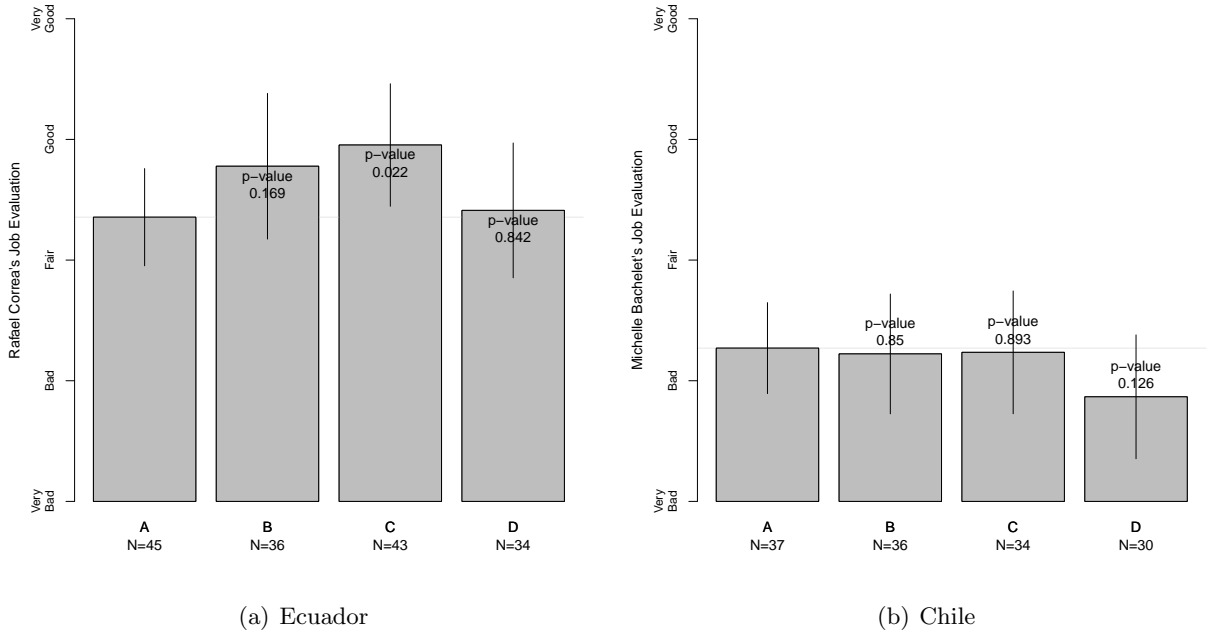 Rafael Correa's Job Evaluation
Very Good
Good
Fair
Bad
Very Bad
p−value
0.169
p−value
0.022
p−value
0.842
A
B
C
D
N=45
N=36
N=43
N=34
(a) Ecuador
Michelle Bachelet's Job Evaluation
Very Good
Good
Fair
Bad
Very Bad
p−value
0.85
p−value
0.893
p−value
0.126
A
B
C
D
N=37
N=36
N=34
N=30
(b) Chile